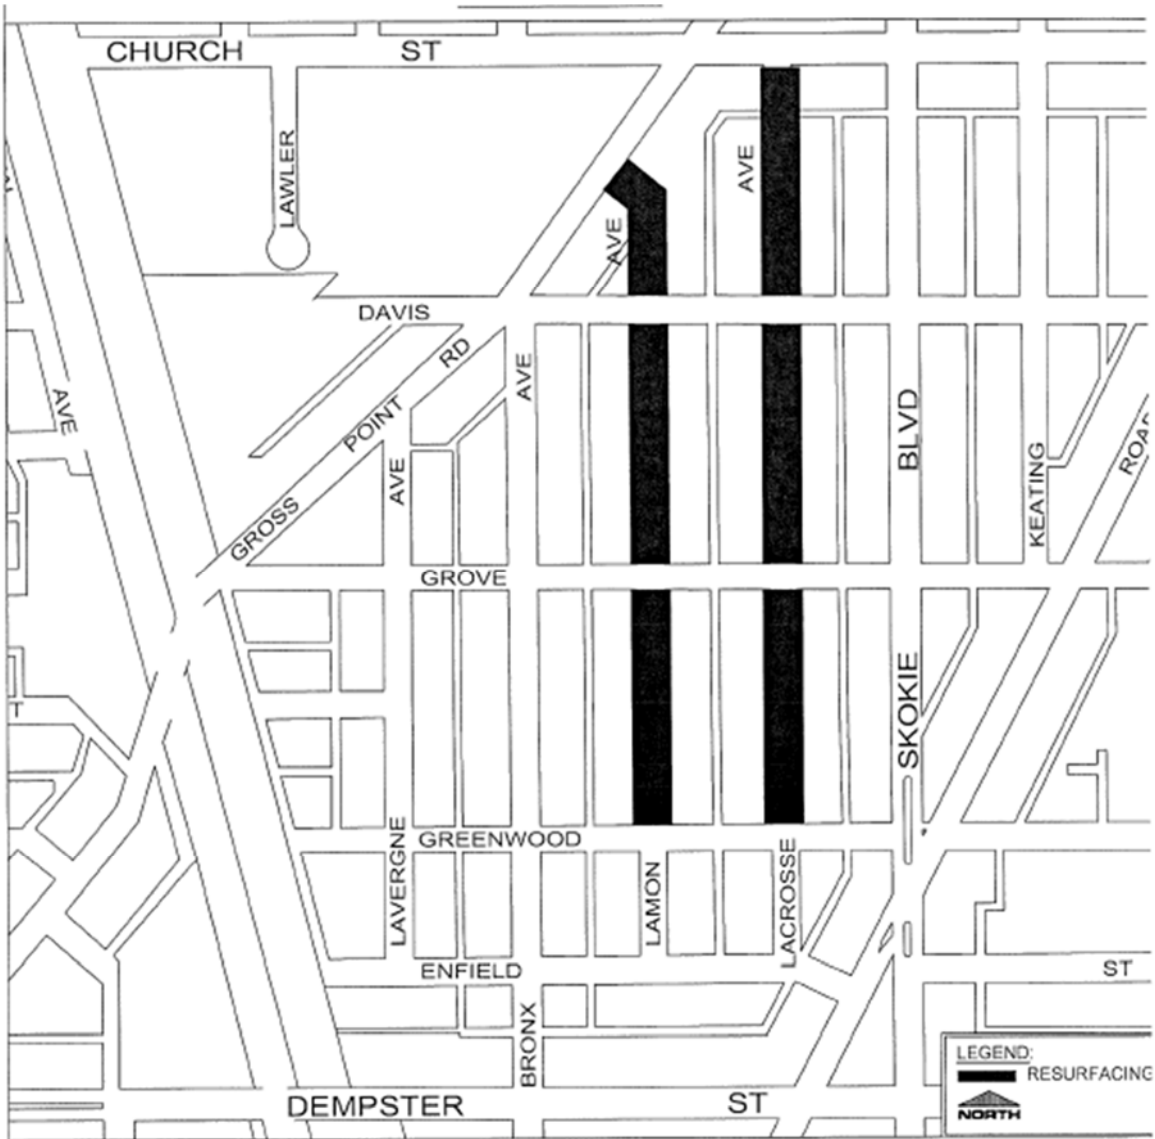 CHURCH ST
LAWLER
AVE
AVE
DAVIS
RD
AVE
POINT
AVE
BLVD
AVE
KEATING
GROSS
GROVE
SKOKIE
T
GREENWOOD
LAVERGNE
LAMON
LACROSSE
ENFIELD
ST
BRONX
LEGEND:
RESURFACING
NORTH
DEMPSTER ST